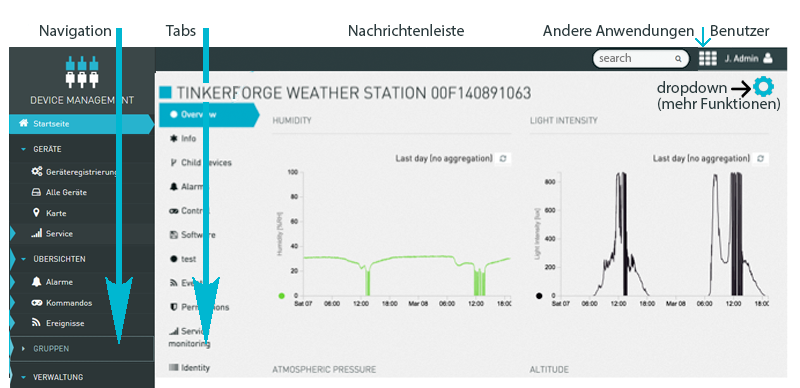 Navigation
Tabs
Nachrichtenleiste
Andere Anwendungen
Benutzer
search
J. Admin
DEVICE MANAGEMENT
TINKERFORGE WEATHER STATION 00F140891063
dropdown
(mehr Funktionen)
Startseite
GERÄTE
Geräteregistrierung
Alle Geräte
Karte
Service
ÜBERSICHTEN
Alarme
Kommandos
Ereignisse
GRUPPEN
VERWALTUNG
Overview
Info
Child devices
Alarms
Control
Software
test
Events
Permissions
Service
monitoring
Identity
HUMIDITY
Last day (no aggregation)
Humidity [%RH]
100
80
60
40
20
0
Sat 07 06:00 12:00 18:00 Mar 08 06:00 12:00 18:00
ATMOSPHERIC PRESSURE
LIGHT INTENSITY
Last day (no aggregation)
Light Intensity [lux]
800
600
400
200
0
Sat 07 06:00 12:00 18:00 Mar 08 06:00 12:00 18:00
ALTITUDE